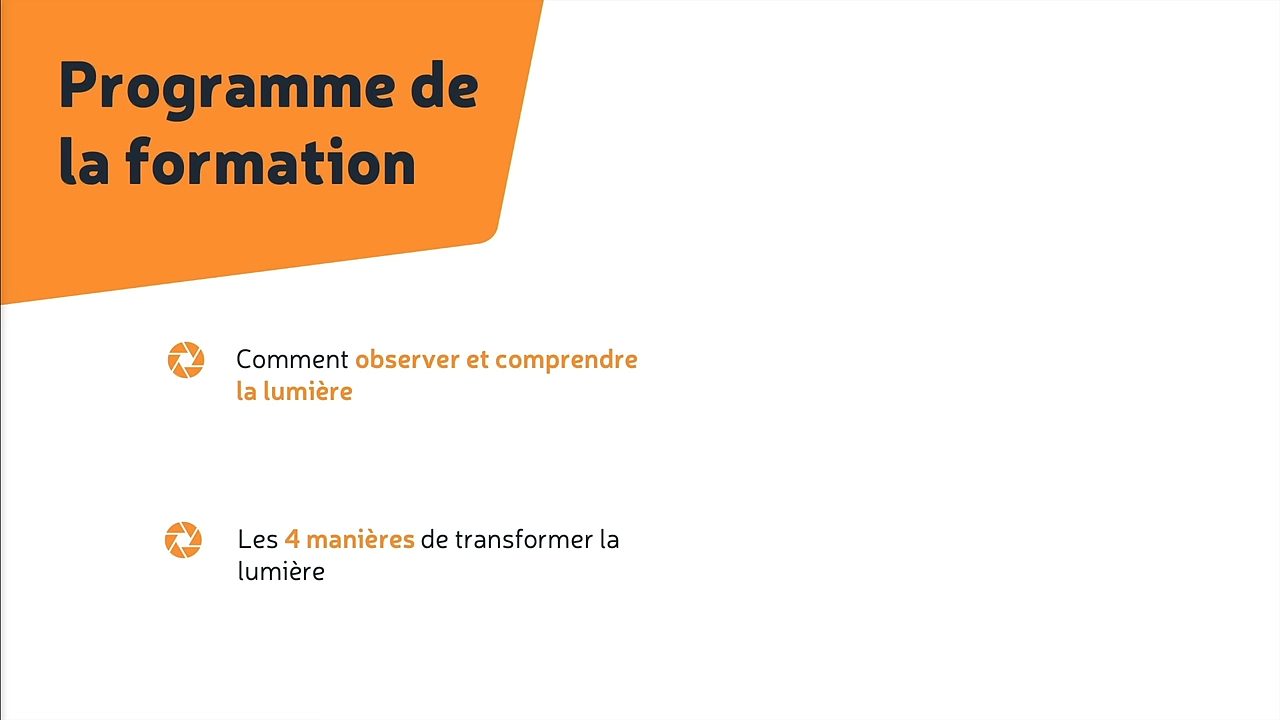 Programme de
la formation
Comment observer et comprendre
la lumière
Les 4 manières de transformer la
lumière